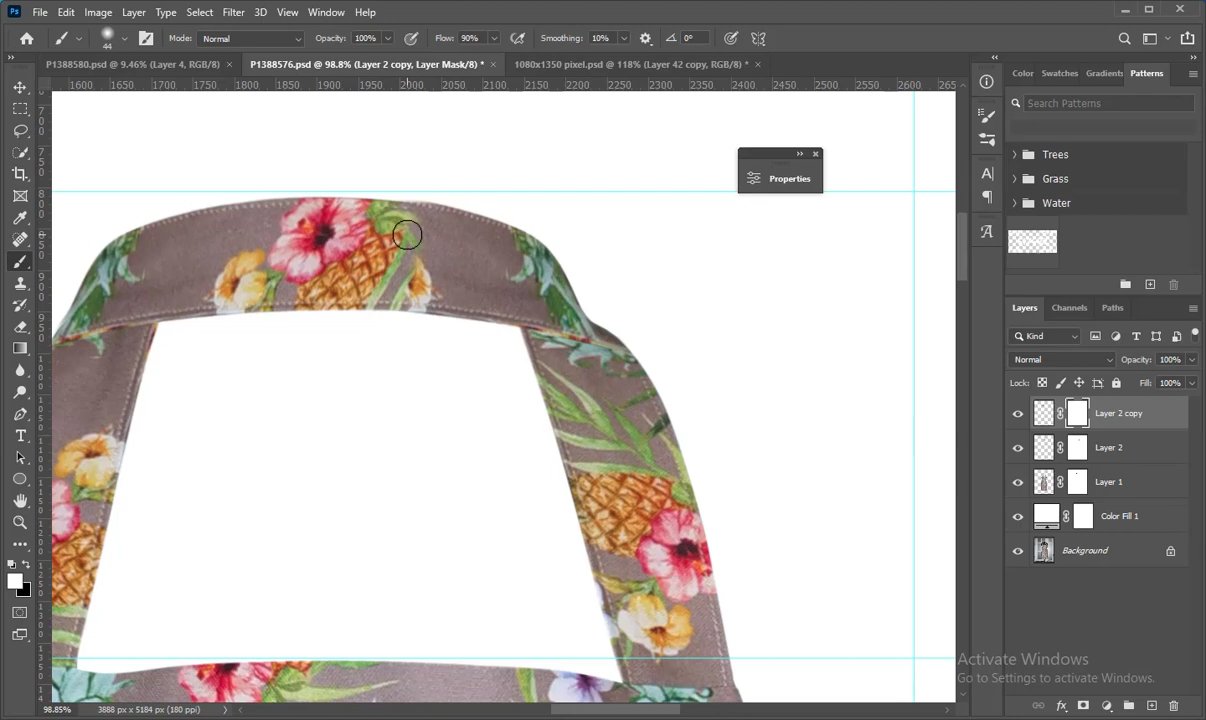 Ps File Edit Image Layer Type Select Filter 3D View Window Help
44 Mode: Normal Opacity: 100% Flow: 90% Smoothing: 10% 0°
P1388580.psd @ 9.46% (Layer 4, RGB/8) × P1388576.psd @ 98.8% (Layer 2 copy, Layer Mask/8) * × 1080x1350 pixel.psd @ 118% (Layer 42 copy, RGB/8) * ×
1600 1650 1700 1750 1800 1850 1900 1950 2000 2050 2100 2150 2200 2250 2300 2350 2400 2450 2500 2550 2600 265
Properties
Color Swatches Gradients Patterns
Search Patterns
Trees
Grass
Water
Layers Channels Paths
Kind
Normal Opacity: 100%
Lock: Fill: 100%
Layer 2 copy
Layer 2
Layer 1
Color Fill 1
Background
Activate Windows
Go to Settings to activate Windows.
98.85% 3888 px x 5184 px (180 ppi)